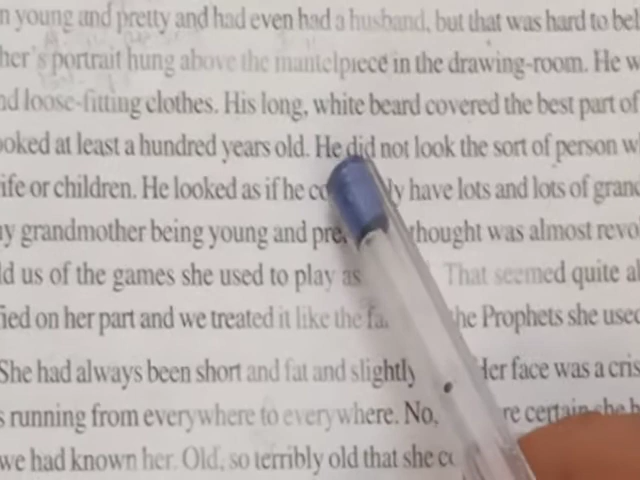 n young and pretty and had even had a husband, but that was hard to bel
her's portrait hung above the mantelpiece in the drawing-room. He w
nd loose-fitting clothes. His long, white beard covered the best part of
ooked at least a hundred years old. He did not look the sort of person w
ife or children. He looked as if he co ly have lots and lots of gran
y grandmother being young and pre thought was almost revo
ld us of the games she used to play as That seemed quite al
ied on her part and we treated it like the fa he Prophets she used
She had always been short and fat and slightly Her face was a cris
s running from everywhere to everywhere. No, re certain she h
we had known her. Old, so terribly old that she co